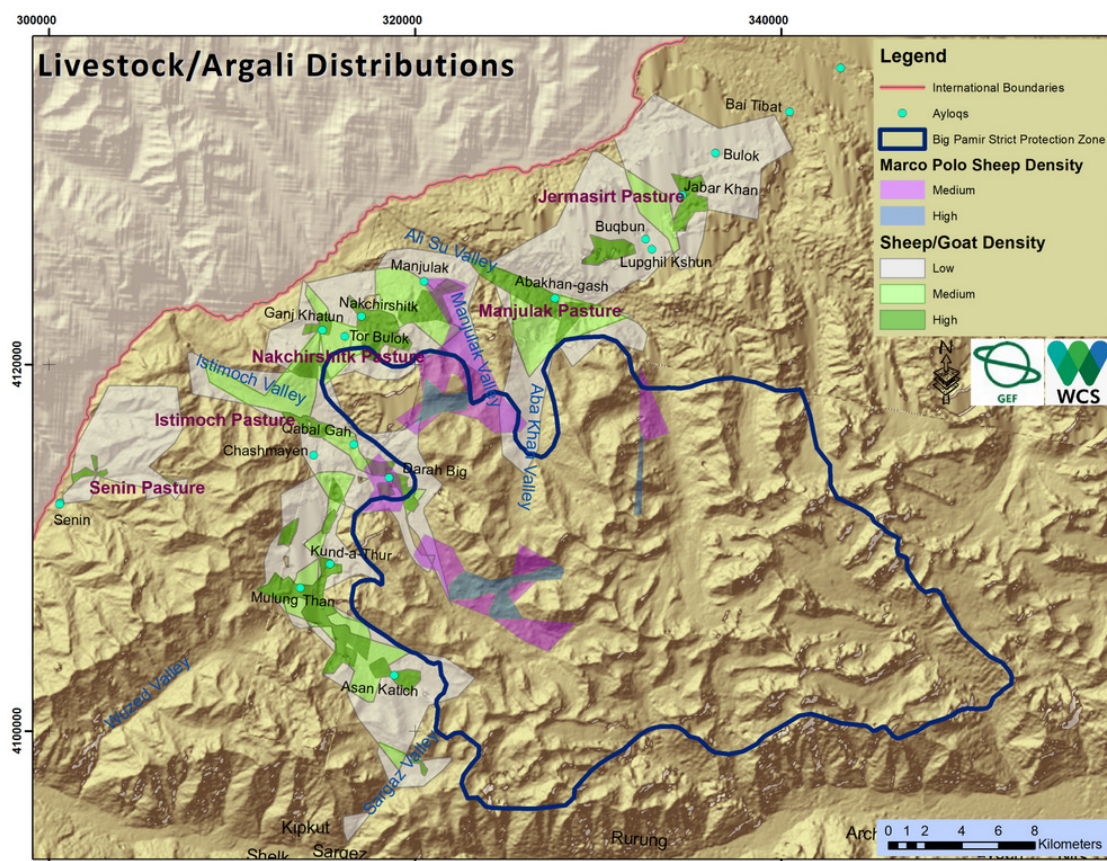 300000
320000
340000
Livestock/Argali Distributions
Legend
International Boundaries
Ayloqs
Big Pamir Strict Protection Zone
Marco Polo Sheep Density
Medium
High
Sheep/Goat Density
Low
Medium
High
N
GEF
WCS
Bai Tibat
Bulok
Jabar Khan
Jermasirt Pasture
Buqbun
Lupghil Kshun
Ali Su Valley
Manjulak
Abakhan-gash
Manjulak Pasture
Manjulak Valley
Nakchirshitk
Ganj Khatun
Tor Bulok
Nakchirshitk Pasture
4120000
Istimoch Valley
Aba Khan Valley
Istimoch Pasture
Qabal Gah
Chashmayen
Darah Big
Senin Pasture
Senin
Kund-a-Thur
Mulung Than
Asan Katich
Wuzed Valley
4100000
Sargaz Valley
Kipkut
Rurung
Shelk
Sargez
0 1 2 4 6 8
Kilometers